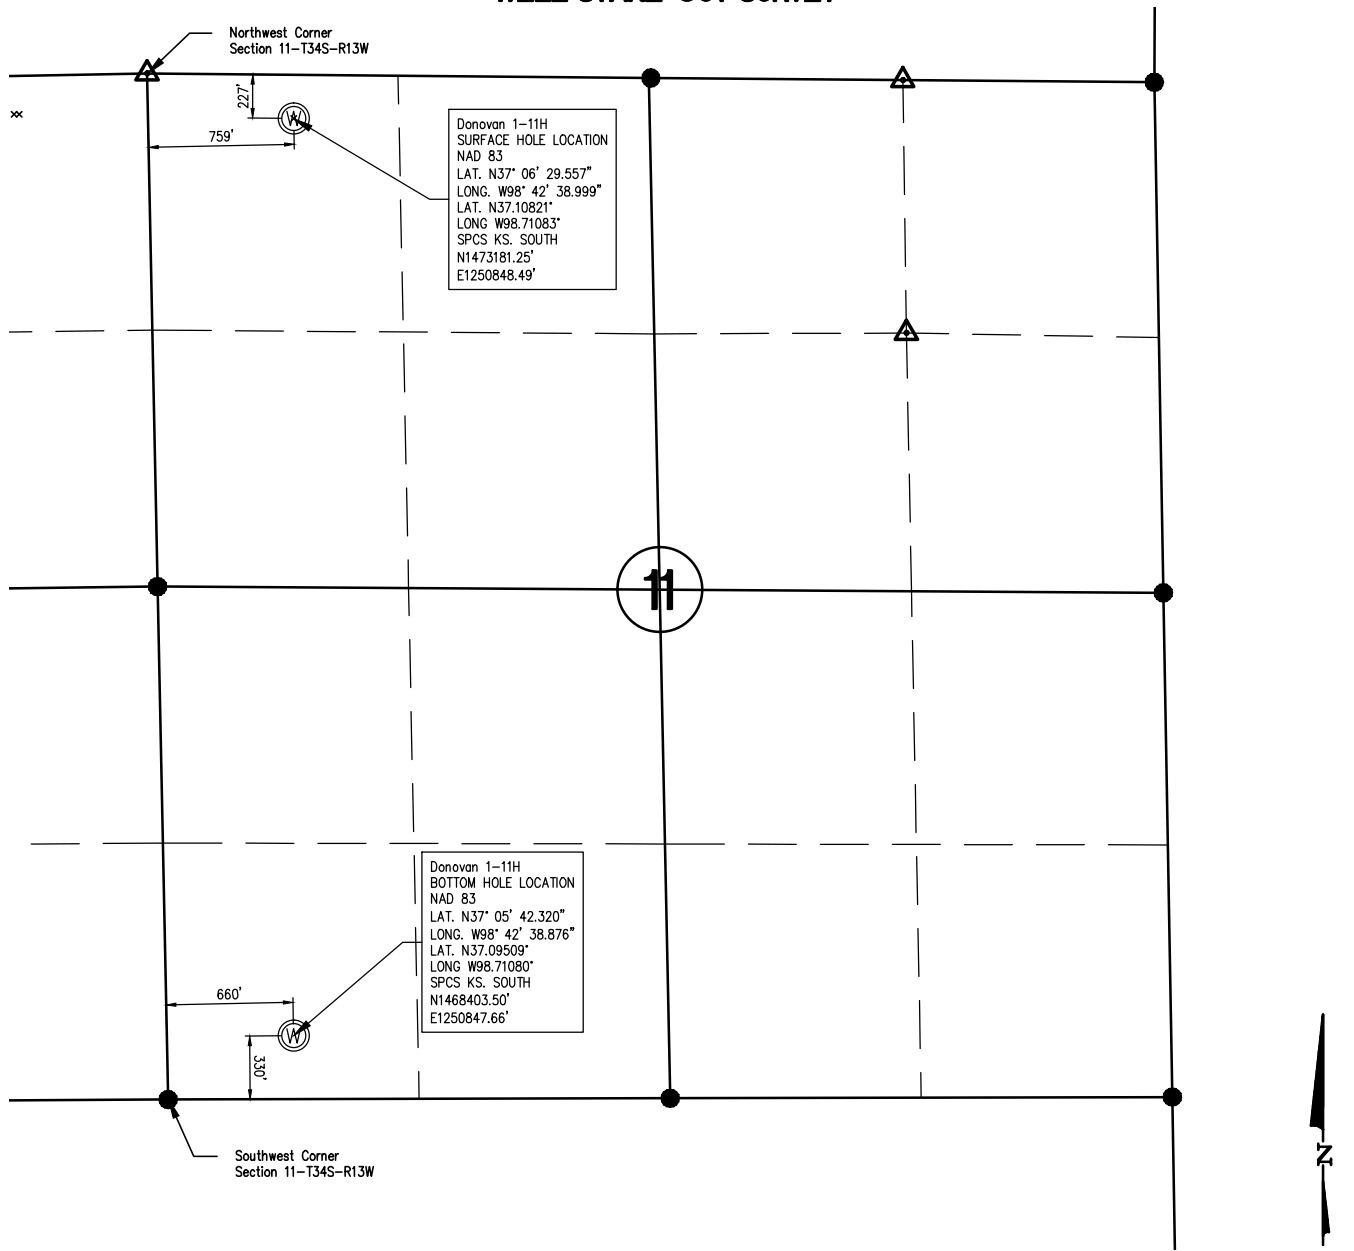 Northwest Corner
Section 11-T34S-R13W
227'
759'
Donovan 1-11H
SURFACE HOLE LOCATION
NAD 83
LAT. N37° 06' 29.557"
LONG. W98° 42' 38.999"
LAT. N37.10821°
LONG W98.71083°
SPCS KS. SOUTH
N1473181.25'
E1250848.49'
W
11
Donovan 1-11H
BOTTOM HOLE LOCATION
NAD 83
LAT. N37° 05' 42.320"
LONG. W98° 42' 38.876"
LAT. N37.09509°
LONG W98.71080°
SPCS KS. SOUTH
N1468403.50'
E1250847.66'
660'
W
330'
Southwest Corner
Section 11-T34S-R13W
N